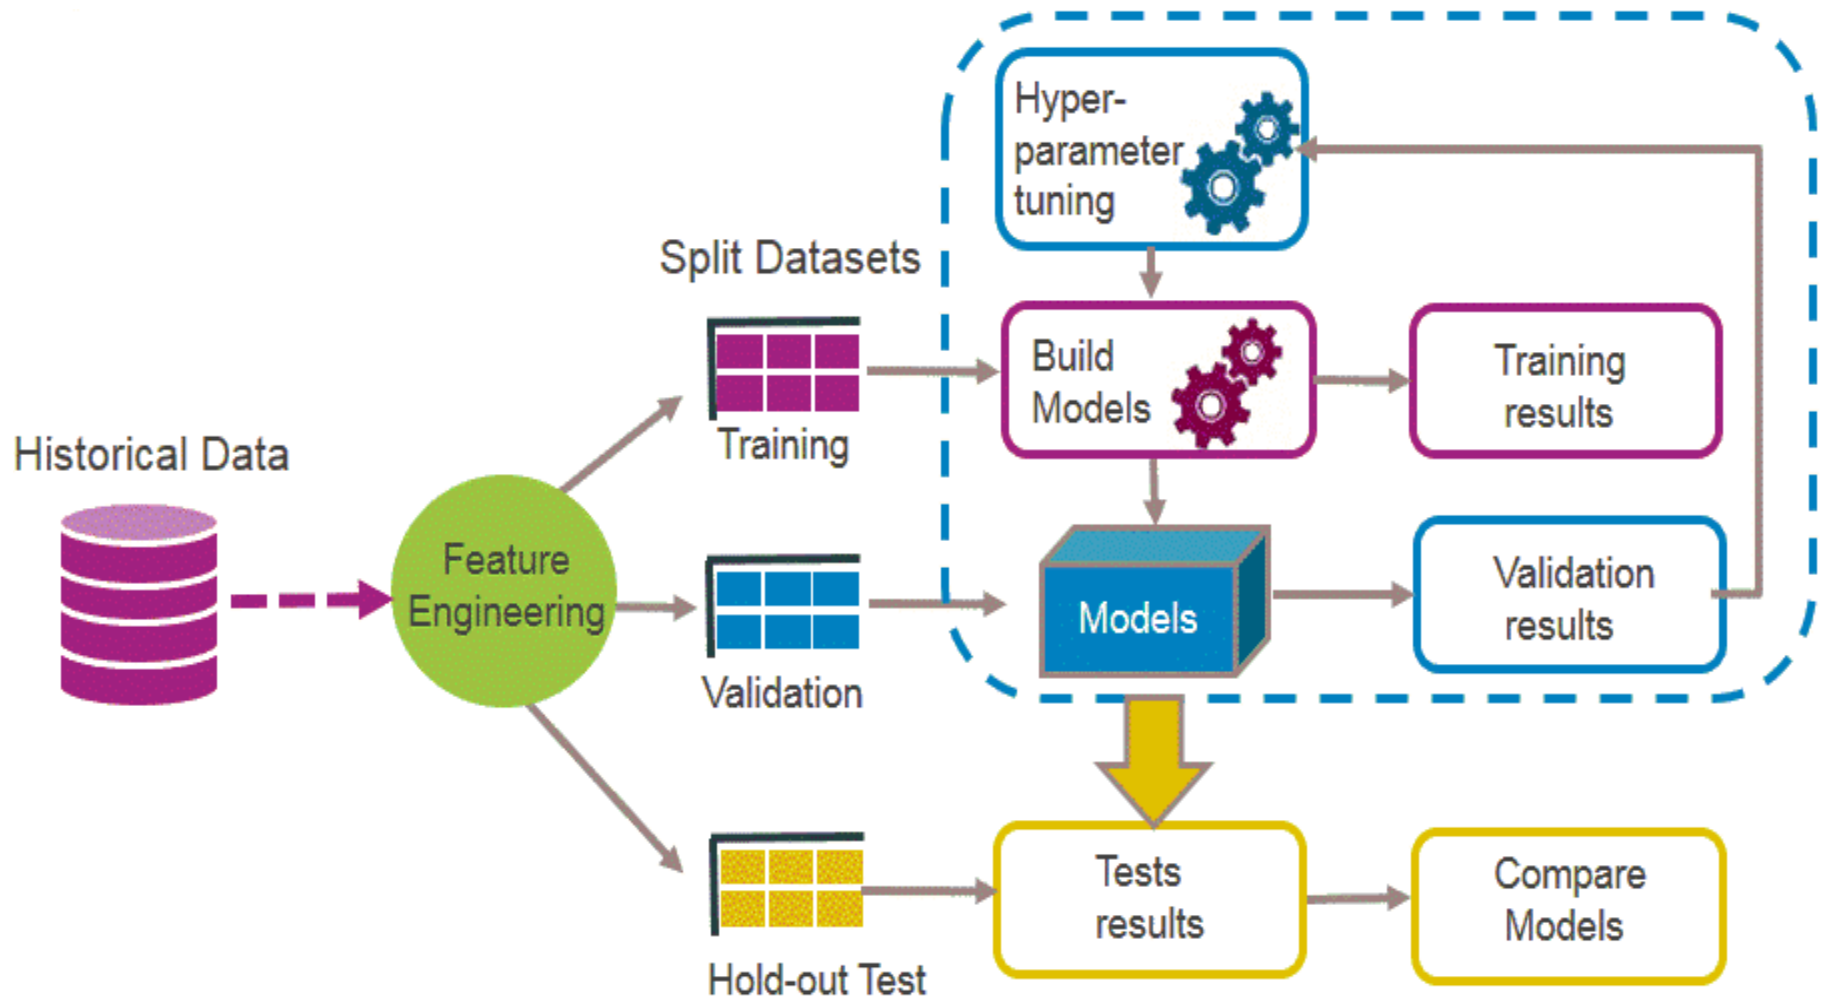 Historical Data
Feature
Engineering
Split Datasets
Training
Validation
Hold-out Test
Hyper-
parameter
tuning
Build
Models
Training
results
Models
Validation
results
Tests
results
Compare
Models